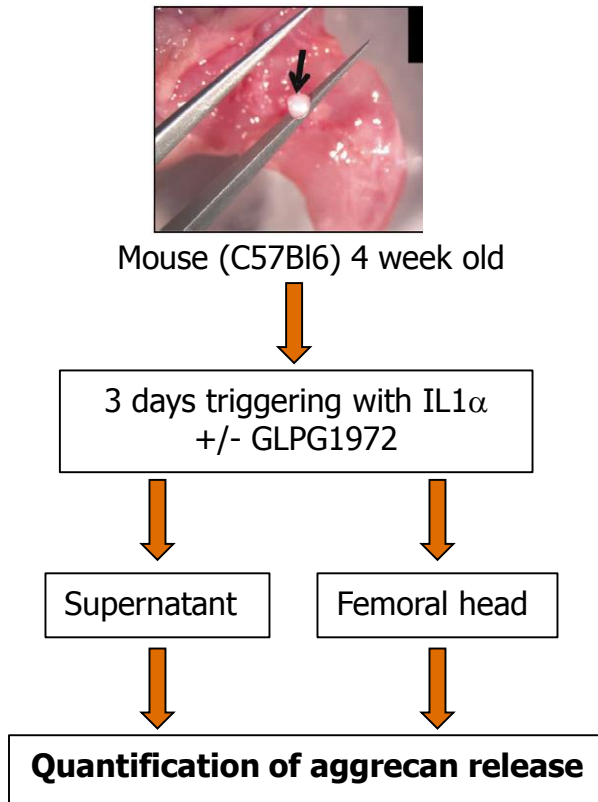 Mouse (C57Bl6) 4 week old
3 days triggering with IL1α
+/- GLPG1972
Supernatant
Femoral head
Quantification of aggrecan release